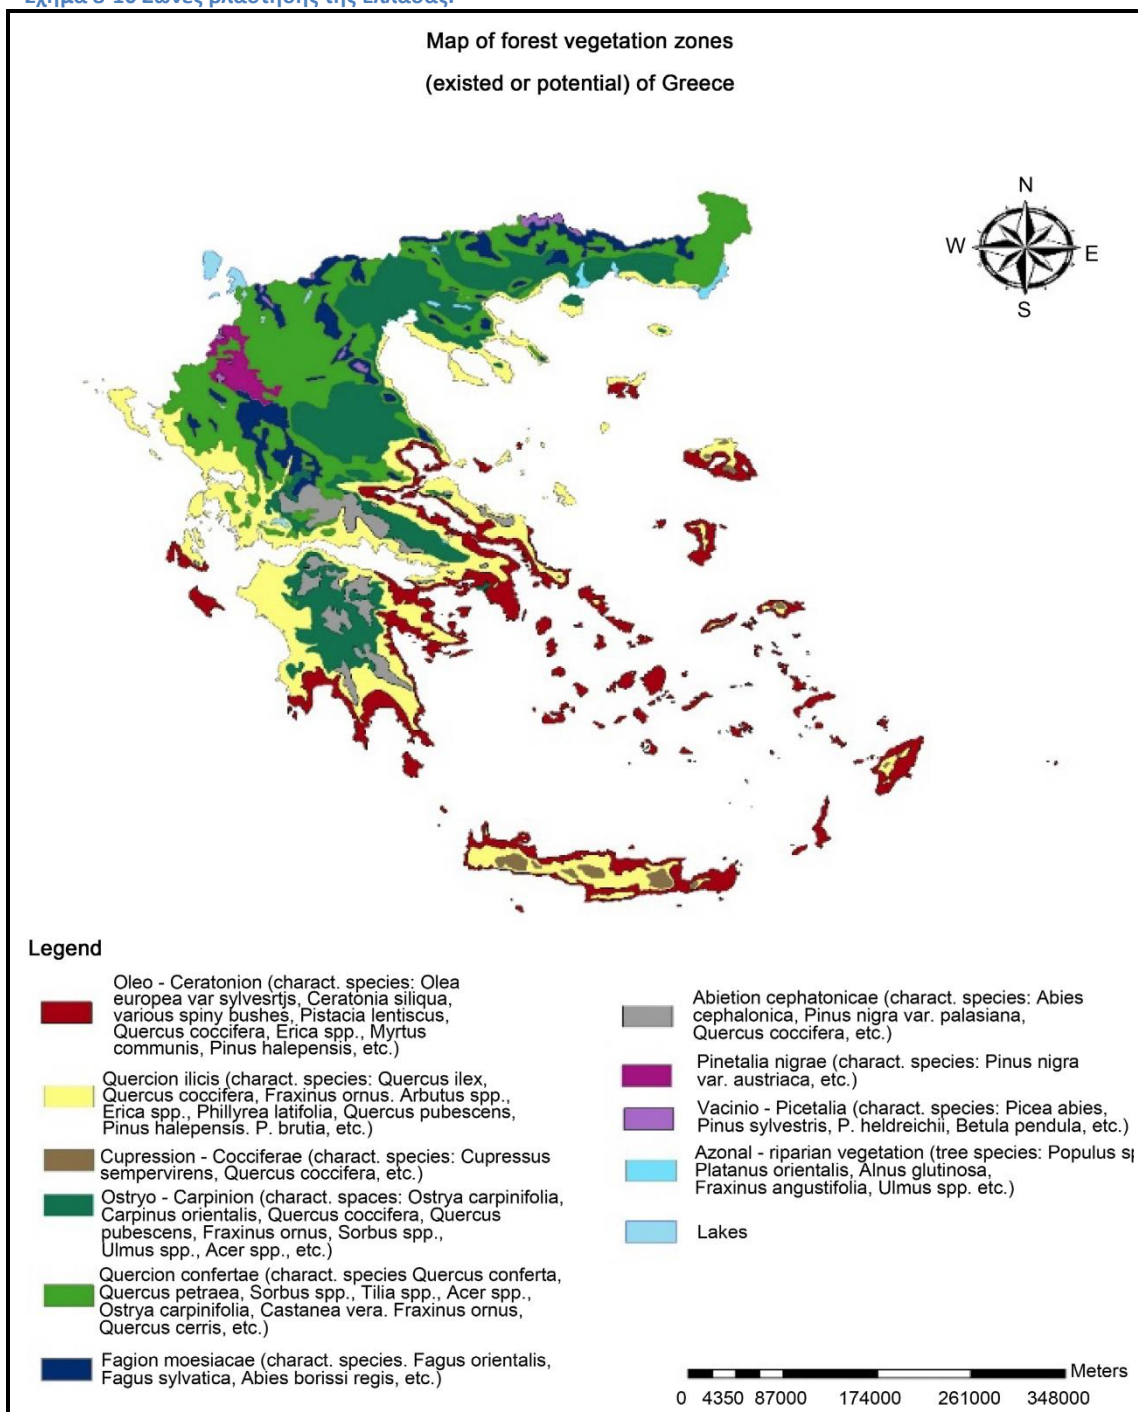 Σχήμα 8-10 Ζώνες βλάστησης της Ελλάδας.
Map of forest vegetation zones
(existed or potential) of Greece
N
W
E
S
Legend
Oleo - Ceratonion (charact. species: Olea
europea var sylvesrtjs, Ceratonia siliqua,
various spiny bushes, Pistacia lentiscus,
Quercus coccifera, Erica spp., Myrtus
communis, Pinus halepensis, etc.)
Quercion ilicis (charact. species: Quercus ilex,
Quercus coccifera, Fraxinus ornus. Arbutus spp.,
Erica spp., Phillyrea latifolia, Quercus pubescens,
Pinus halepensis. P. brutia, etc.)
Cupression - Cocciferae (charact. species: Cupressus
sempervirens, Quercus coccifera, etc.)
Ostryo - Carpinion (charact. spaces: Ostrya carpinifolia,
Carpinus orientalis, Quercus coccifera, Quercus
pubescens, Fraxinus ornus, Sorbus spp.,
Ulmus spp., Acer spp., etc.)
Quercion confertae (charact. species Quercus conferta,
Quercus petraea, Sorbus spp., Tilia spp., Acer spp.,
Ostrya carpinifolia, Castanea vera. Fraxinus ornus,
Quercus cerris, etc.)
Fagion moesiacae (charact. species. Fagus orientalis,
Fagus sylvatica, Abies borissi regis, etc.)
Abietion cephatonicae (charact. species: Abies
cephalonica, Pinus nigra var. palasiana,
Quercus coccifera, etc.)
Pinetalia nigrae (charact. species: Pinus nigra
var. austriaca, etc.)
Vacinio - Picetalia (charact. species: Picea abies,
Pinus sylvestris, P. heldreichii, Betula pendula, etc.)
Azonal - riparian vegetation (tree species: Populus sp
Platanus orientalis, Alnus glutinosa,
Fraxinus angustifolia, Ulmus spp. etc.)
Lakes
Meters
0 4350 87000 174000 261000 348000